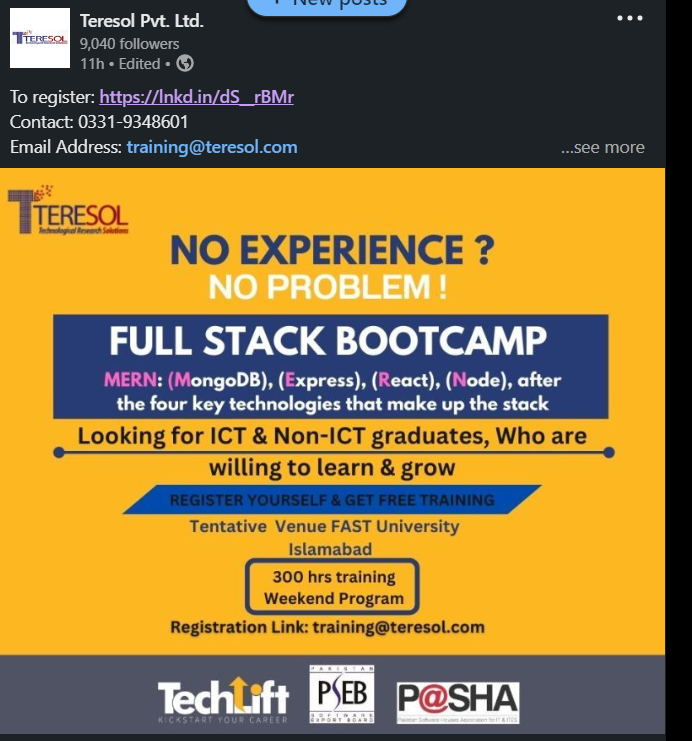 New posts
Teresol Pvt. Ltd.
9,040 followers
11h • Edited •
To register: https://lnkd.in/dS__rBMr
Contact: 0331-9348601
Email Address: training@teresol.com
...see more
TERESOL
Technological Research Solutions
NO EXPERIENCE ?
NO PROBLEM !
FULL STACK BOOTCAMP
MERN: (MongoDB), (Express), (React), (Node), after
the four key technologies that make up the stack
Looking for ICT & Non-ICT graduates, Who are
willing to learn & grow
REGISTER YOURSELF & GET FREE TRAINING
Tentative Venue FAST University
Islamabad
300 hrs training
Weekend Program
Registration Link: training@teresol.com
TechLift
KICKSTART YOUR CAREER
PAKISTAN
PSEB
SOFTWARE
EXPORT BOARD
P@SHA
Pakistan Software Houses Association for IT & ITES